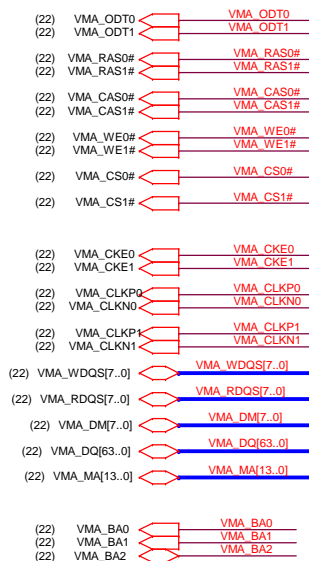 (22) VMA_ODT0 VMA_ODT0
(22) VMA_ODT1 VMA_ODT1
(22) VMA_RAS0# VMA_RAS0#
(22) VMA_RAS1# VMA_RAS1#
(22) VMA_CAS0# VMA_CAS0#
(22) VMA_CAS1# VMA_CAS1#
(22) VMA_WE0# VMA_WE0#
(22) VMA_WE1# VMA_WE1#
(22) VMA_CS0# VMA_CS0#
(22) VMA_CS1# VMA_CS1#
(22) VMA_CKE0 VMA_CKE0
(22) VMA_CKE1 VMA_CKE1
(22) VMA_CLKP0 VMA_CLKP0
(22) VMA_CLKN0 VMA_CLKN0
(22) VMA_CLKP1 VMA_CLKP1
(22) VMA_CLKN1 VMA_CLKN1
(22) VMA_WDQS[7..0] VMA_WDQS[7..0]
(22) VMA_RDQS[7..0] VMA_RDQS[7..0]
(22) VMA_DM[7..0] VMA_DM[7..0]
(22) VMA_DQ[63..0] VMA_DQ[63..0]
(22) VMA_MA[13..0] VMA_MA[13..0]
(22) VMA_BA0 VMA_BA0
(22) VMA_BA1 VMA_BA1
(22) VMA_BA2 VMA_BA2